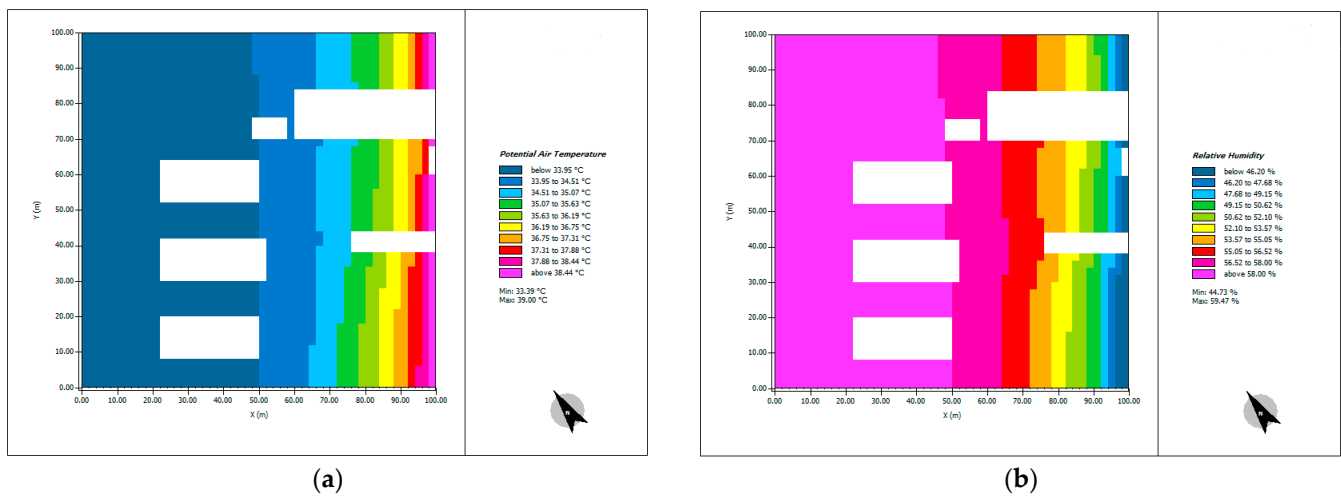 100.00
90.00
80.00
70.00
60.00
50.00
40.00
30.00
20.00
10.00
0.00
Y (m)
0.00 10.00 20.00 30.00 40.00 50.00 60.00 70.00 80.00 90.00 100.00
X (m)
Potential Air Temperature
below 33.95 °C
33.95 to 34.51 °C
34.51 to 35.07 °C
35.07 to 35.63 °C
35.63 to 36.19 °C
36.19 to 36.75 °C
36.75 to 37.31 °C
37.31 to 37.88 °C
37.88 to 38.44 °C
above 38.44 °C
Min: 33.39 °C
Max: 39.00 °C
N
(a)
100.00
90.00
80.00
70.00
60.00
50.00
40.00
30.00
20.00
10.00
0.00
Y (m)
0.00 10.00 20.00 30.00 40.00 50.00 60.00 70.00 80.00 90.00 100.00
X (m)
Relative Humidity
below 46.20 %
46.20 to 47.68 %
47.68 to 49.15 %
49.15 to 50.62 %
50.62 to 52.10 %
52.10 to 53.57 %
53.57 to 55.05 %
55.05 to 56.52 %
56.52 to 58.00 %
above 58.00 %
Min: 44.73 %
Max: 59.47 %
N
(b)